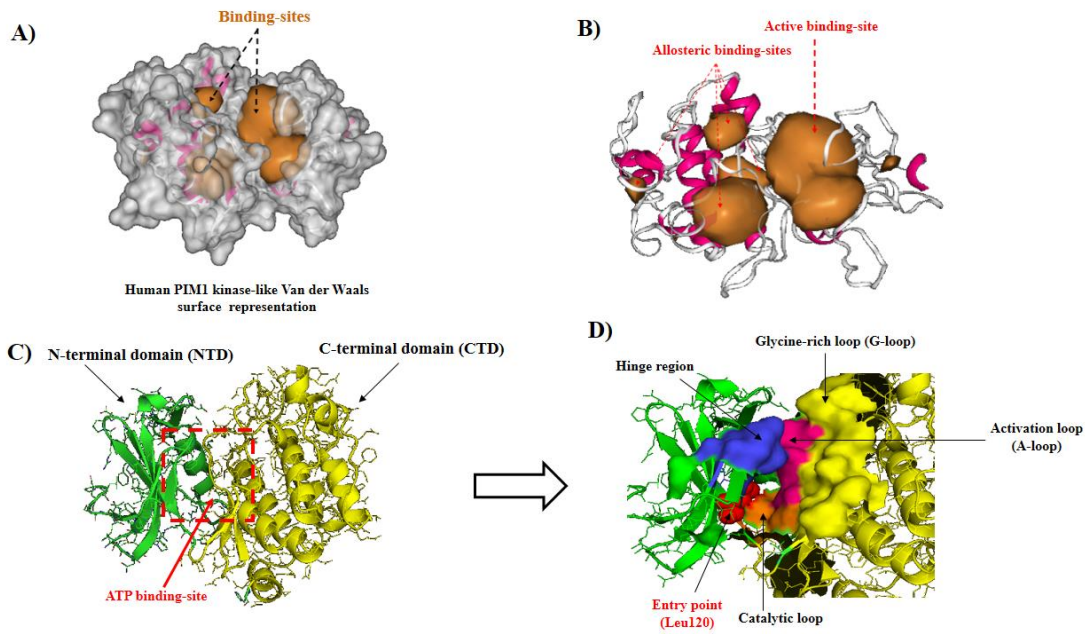 A)
Binding-sites
Human PIM1 kinase-like Van der Waals
surface representation
B)
Active binding-site
Allosteric binding-sites
C)
N-terminal domain (NTD)
C-terminal domain (CTD)
ATP binding-site
D)
Glycine-rich loop (G-loop)
Hinge region
Activation loop
(A-loop)
Entry point
(Leu120)
Catalytic loop